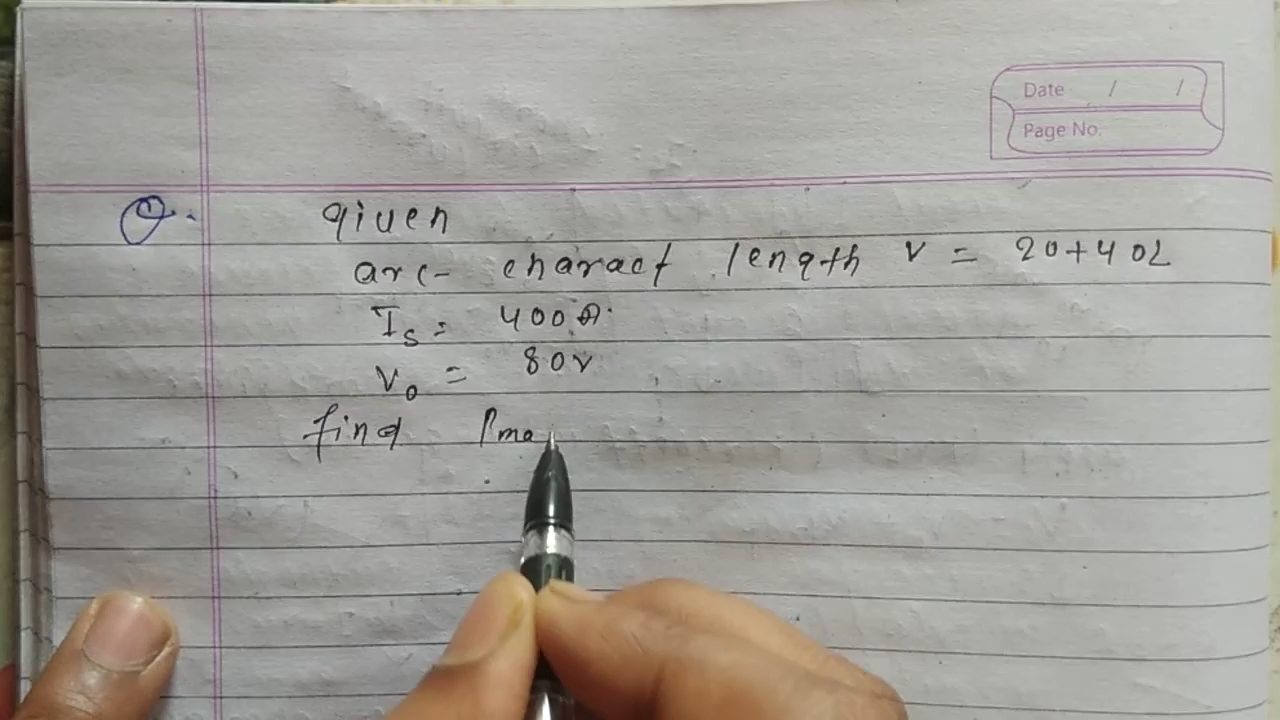 Date / /
Page No.
Q. given
arc- charact length V = 20+40L
Is = 400A.
Vo = 80V
find Pma